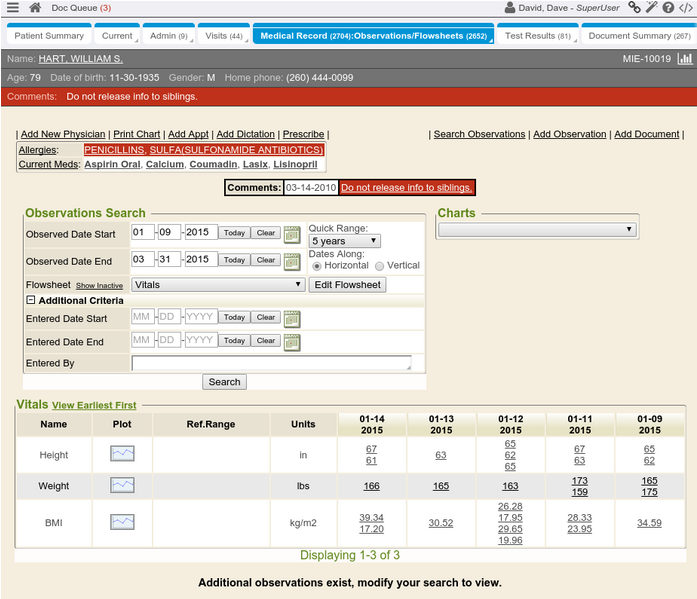 Doc Queue (3) David, Dave - SuperUser
Patient Summary Current Admin (9) Visits (44) Medical Record (2704):Observations/Flowsheets (2652) Test Results (81) Document Summary (267)
Name: HART, WILLIAM S. MIE-10019
Age: 79 Date of birth: 11-30-1935 Gender: M Home phone: (260) 444-0099
Comments: Do not release info to siblings.
| Add New Physician | Print Chart | Add Appt | Add Dictation | Prescribe | | Search Observations | Add Observation | Add Document |
Allergies: PENICILLINS, SULFA(SULFONAMIDE ANTIBIOTICS)
Current Meds: Aspirin Oral, Calcium, Coumadin, Lasix, Lisinopril
Comments: 03-14-2010 Do not release info to siblings.
Observations Search Charts
Observed Date Start 01 - 09 - 2015 Today Clear Quick Range:
5 years
Observed Date End 03 - 31 - 2015 Today Clear Dates Along:
Horizontal Vertical
Flowsheet Show Inactive Vitals Edit Flowsheet
Additional Criteria
Entered Date Start MM - DD - YYYY Today Clear
Entered Date End MM - DD - YYYY Today Clear
Entered By
Search
Vitals View Earliest First
Name Plot Ref.Range Units 01-14 2015 01-13 2015 01-12 2015 01-11 2015 01-09 2015
Height in 67 61 63 65 62 65 67 63 65 62
Weight lbs 166 165 163 173 159 165 175
BMI kg/m2 39.34 17.20 30.52 26.28 17.95 29.65 19.96 28.33 23.95 34.59
Displaying 1-3 of 3
Additional observations exist, modify your search to view.